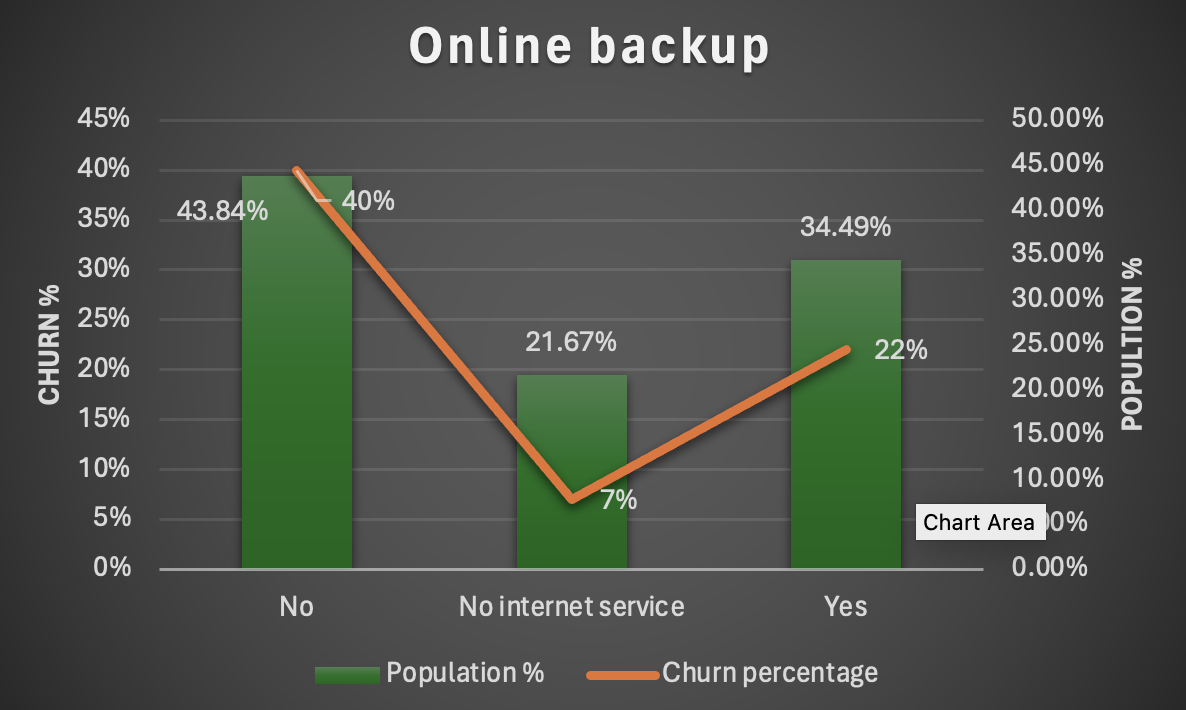 Online backup
45%
40%
35%
30%
25%
20%
15%
10%
5%
0%
CHURN %
50.00%
45.00%
40.00%
35.00%
30.00%
25.00%
20.00%
15.00%
10.00%
0.00%
POPULTION %
43.84%
40%
21.67%
7%
34.49%
22%
Chart Area
No
No internet service
Yes
Population %
Churn percentage